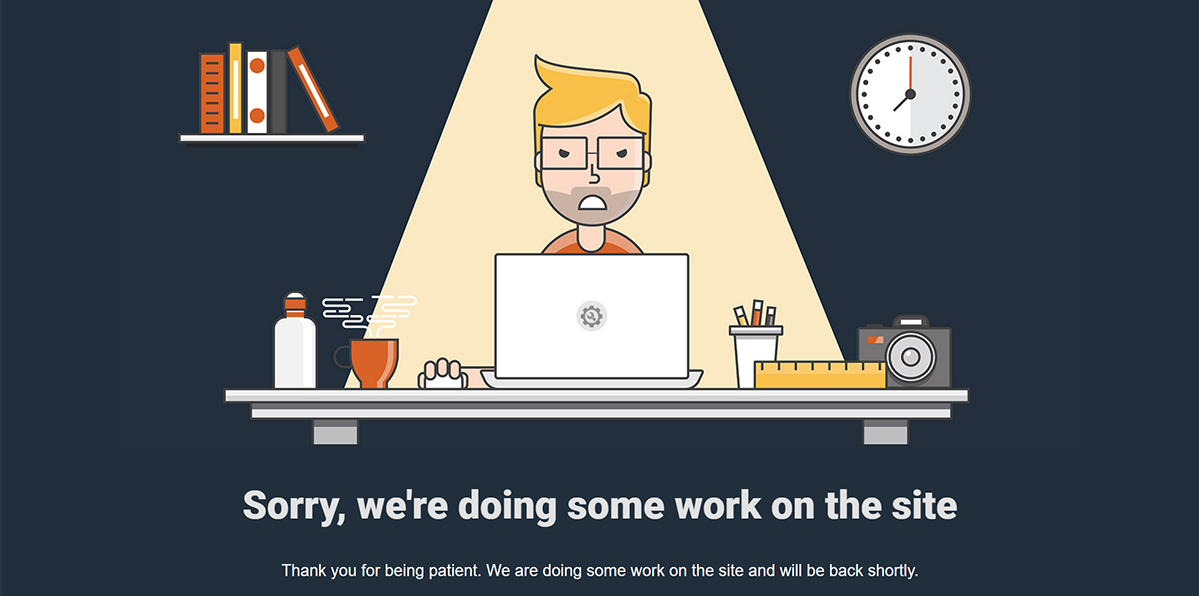 Sorry, we're doing some work on the site
Thank you for being patient. We are doing some work on the site and will be back shortly.